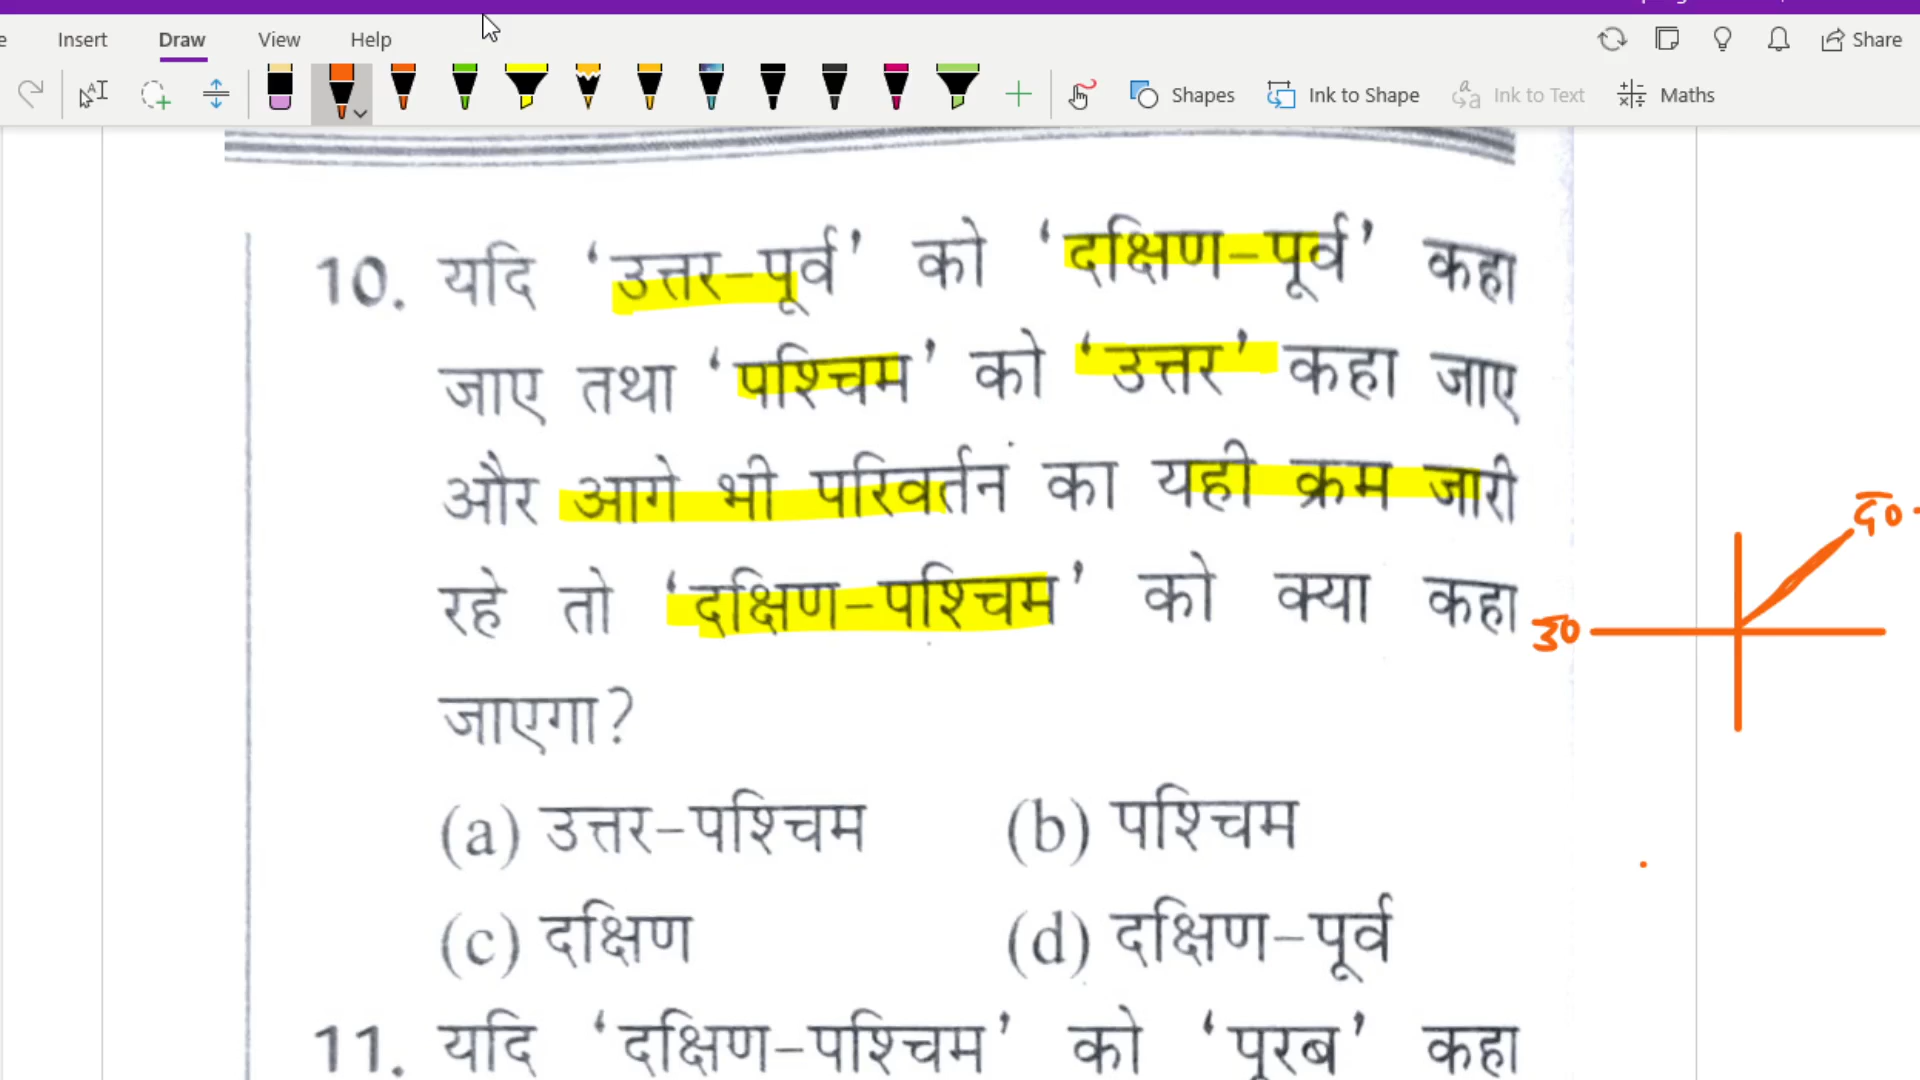 Insert Draw View Help Share
Shapes Ink to Shape Ink to Text Maths
10. यदि ‘उत्तर–पूर्व’ को ‘दक्षिण–पूर्व’ कहा
जाए तथा ‘पश्चिम’ को ‘उत्तर’ कहा जाए
और आगे भी परिवर्तन का यही क्रम जारी
रहे तो ‘दक्षिण–पश्चिम’ को क्या कहा
जाएगा?
(a) उत्तर–पश्चिम (b) पश्चिम
(c) दक्षिण (d) दक्षिण–पूर्व
11. यदि ‘दक्षिण–पश्चिम’ को ‘पूरब’ कहा